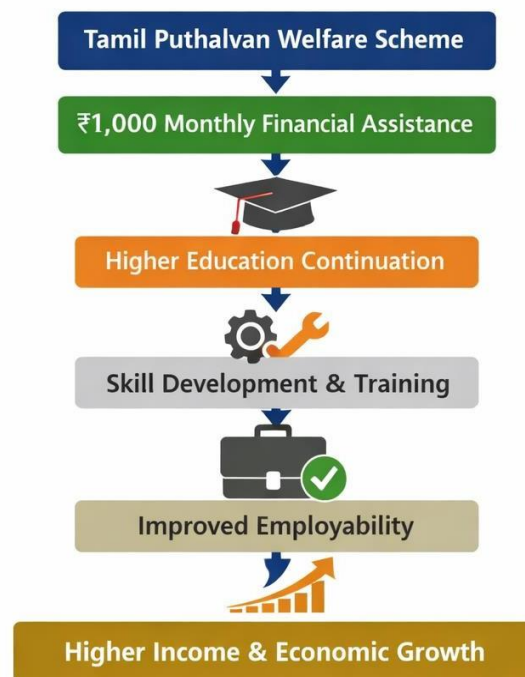 Tamil Puthalvan Welfare Scheme
₹1,000 Monthly Financial Assistance
Higher Education Continuation
Skill Development & Training
Improved Employability
Higher Income & Economic Growth